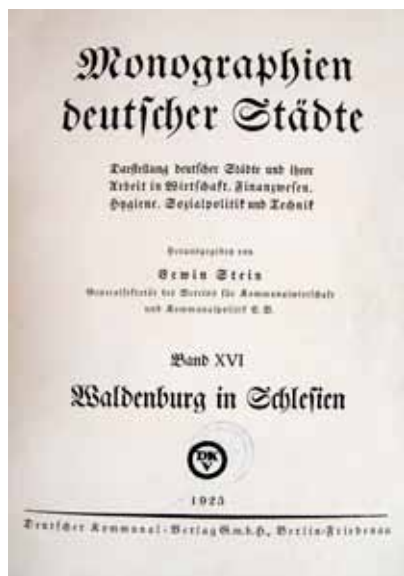 Monographien
deutscher Städte
Darstellung deutscher Städte und ihrer
Arbeit in Wirtschaft, Finanzwesen,
Hygiene, Sozialpolitik und Technik
Herausgegeben von
Erwin Stein
Generalsekretär des Vereins für Kommunalwirtschaft
und Kommunalpolitik E. V.
Band XVI
Waldenburg in Schlesien
DKV
1925
Deutscher Kommunal-Verlag G.m.b.H., Berlin-Friedenau